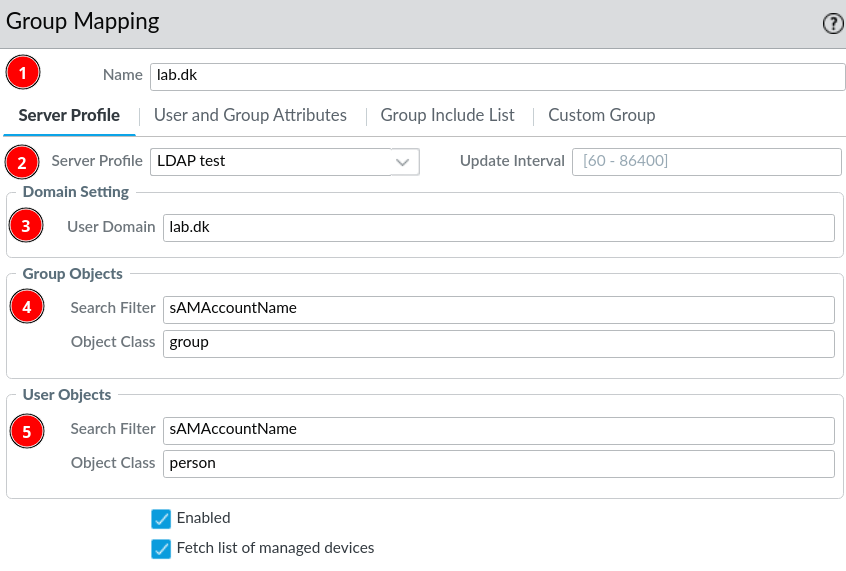 Group Mapping
?
1 Name lab.dk
Server Profile User and Group Attributes Group Include List Custom Group
2 Server Profile LDAP test Update Interval [60 - 86400]
Domain Setting
3 User Domain lab.dk
Group Objects
4 Search Filter sAMAccountName
Object Class group
User Objects
5 Search Filter sAMAccountName
Object Class person
Enabled
Fetch list of managed devices